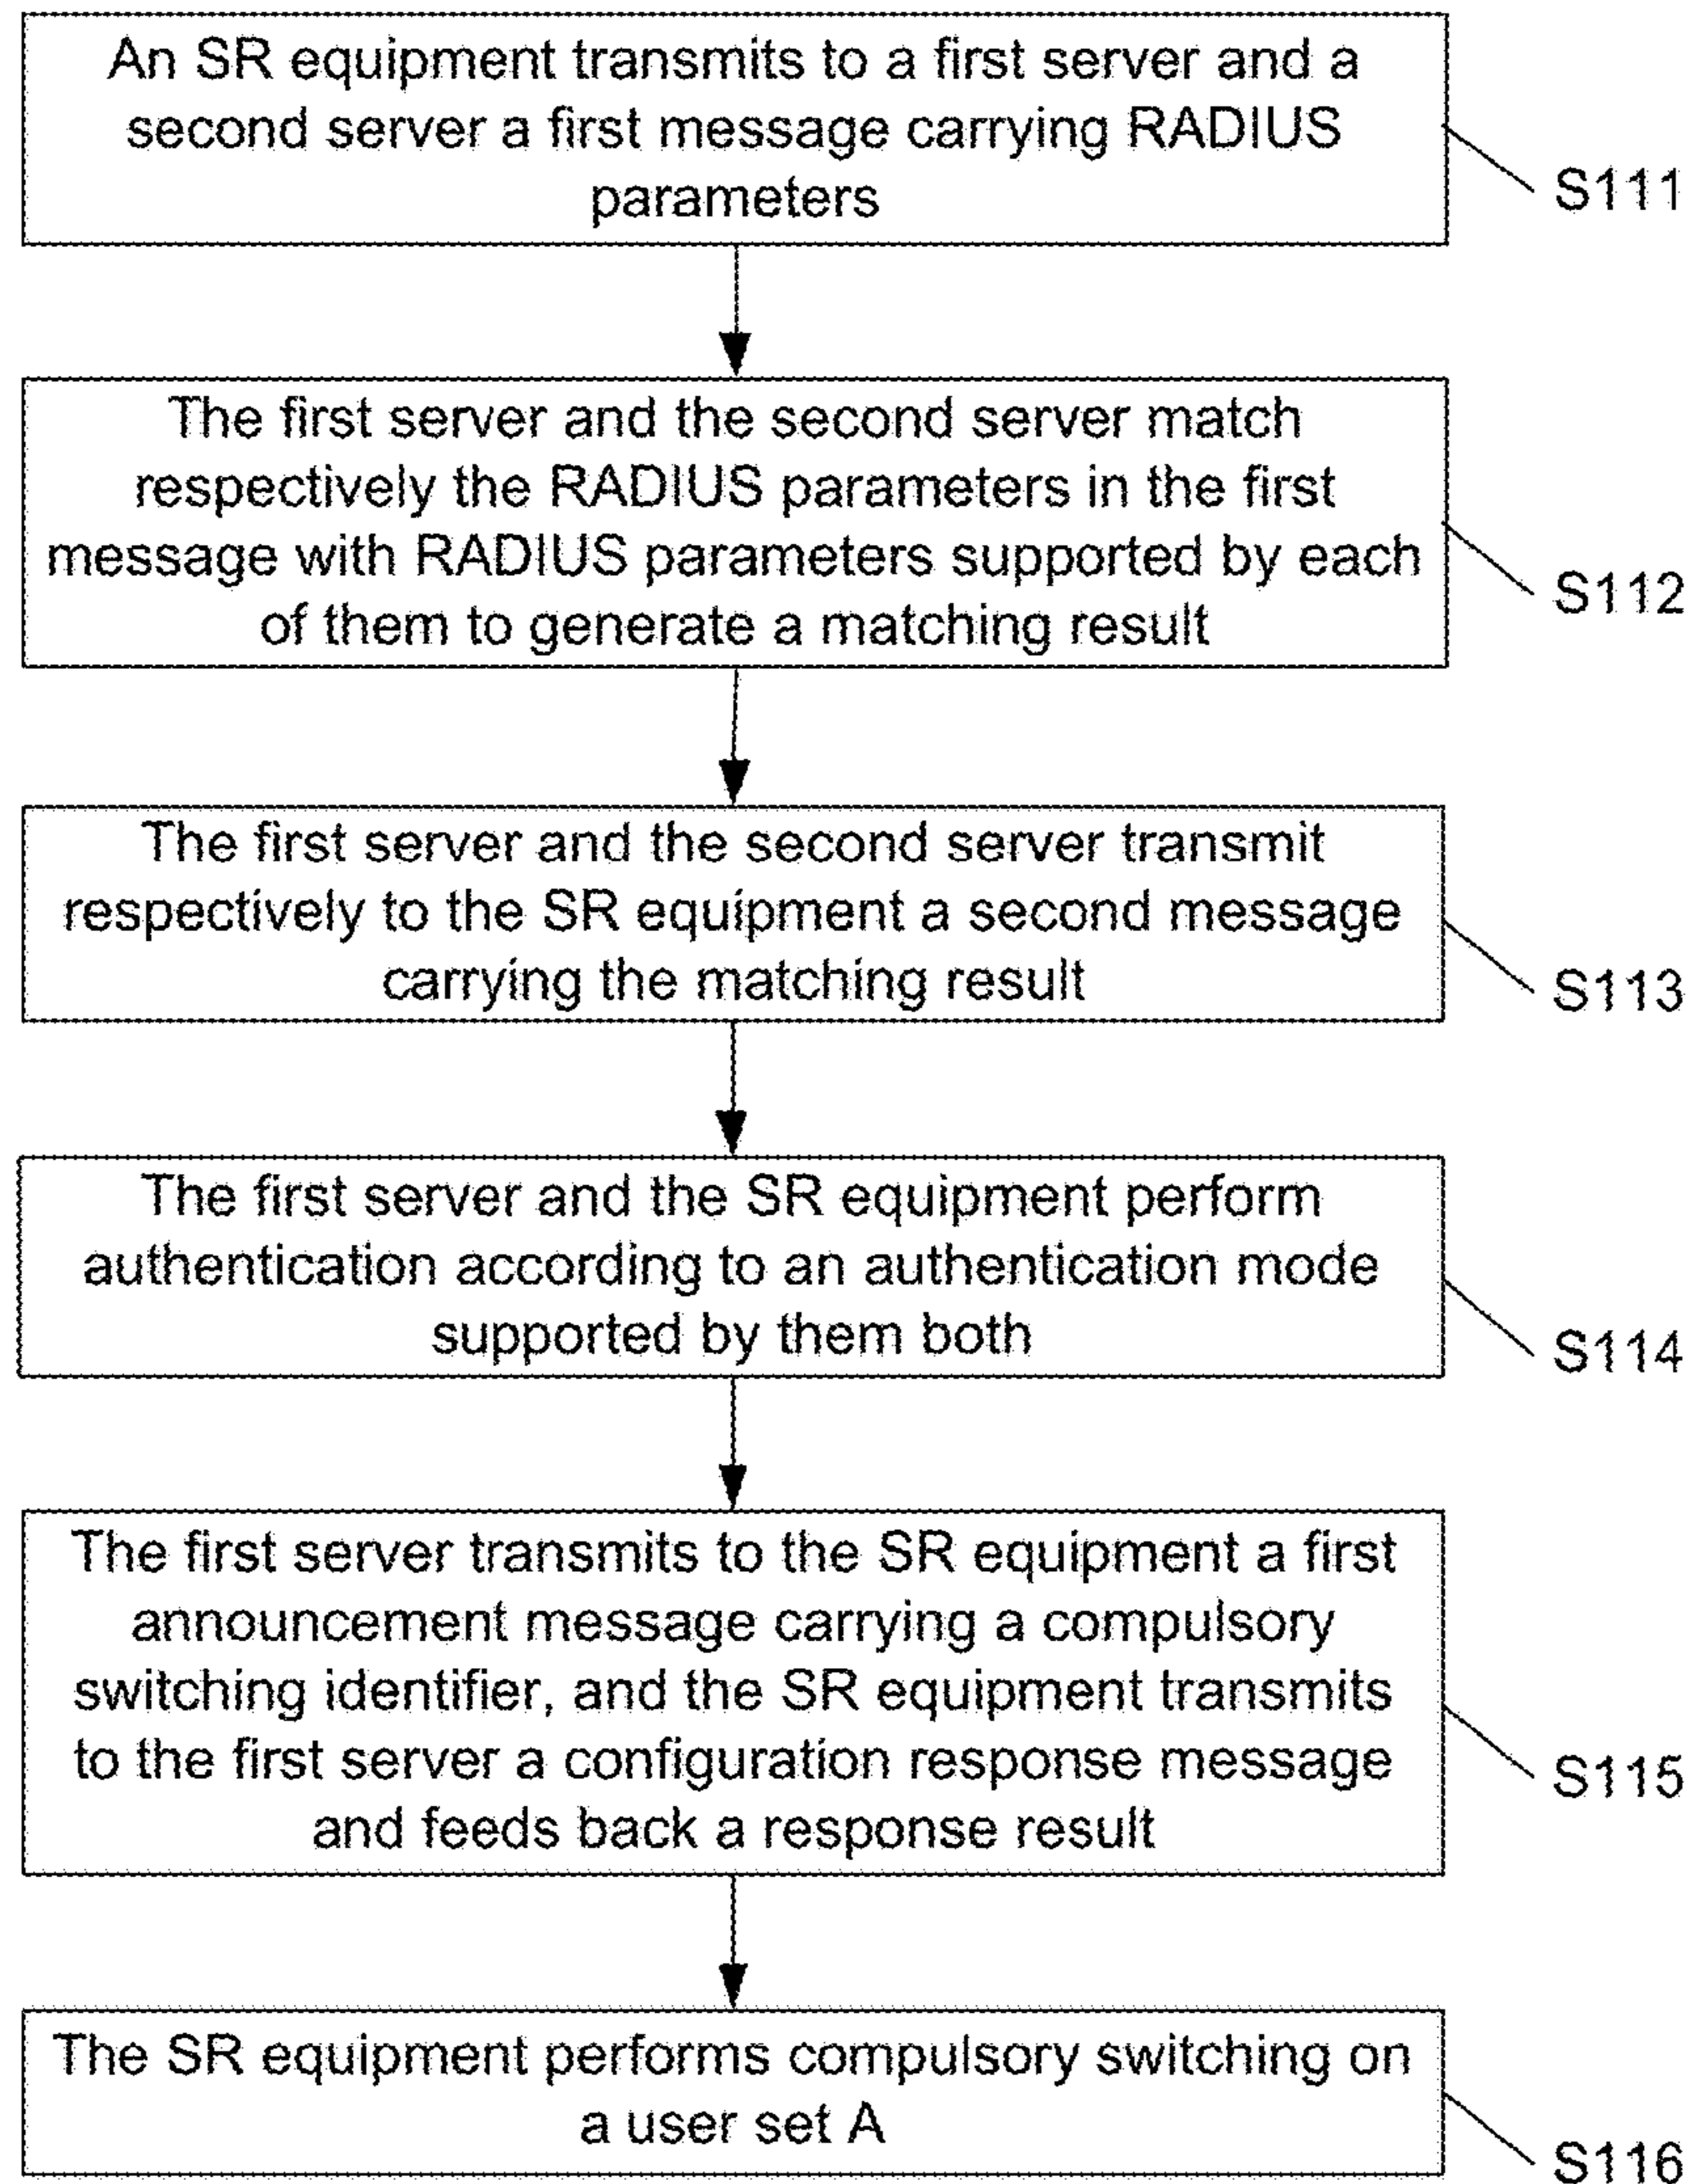 An SR equipment transmits to a first server and a
second server a first message carrying RADIUS
parameters
S111
The first server and the second server match
respectively the RADIUS parameters in the first
message with RADIUS parameters supported by each
of them to generate a matching result
S112
The first server and the second server transmit
respectively to the SR equipment a second message
carrying the matching result
S113
The first server and the SR equipment perform
authentication according to an authentication mode
supported by them both
S114
The first server transmits to the SR equipment a first
announcement message carrying a compulsory
switching identifier, and the SR equipment transmits
to the first server a configuration response message
and feeds back a response result
S115
The SR equipment performs compulsory switching on
a user set A
S116